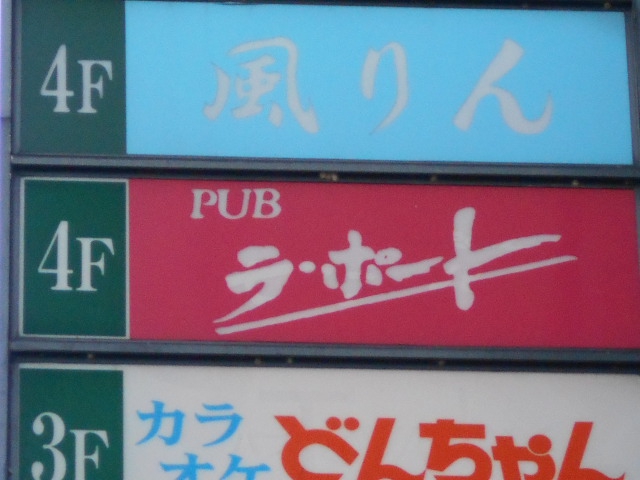 4F 風りん
4F PUB
ラ・ポート
3F カラ
オケ どんちゃん